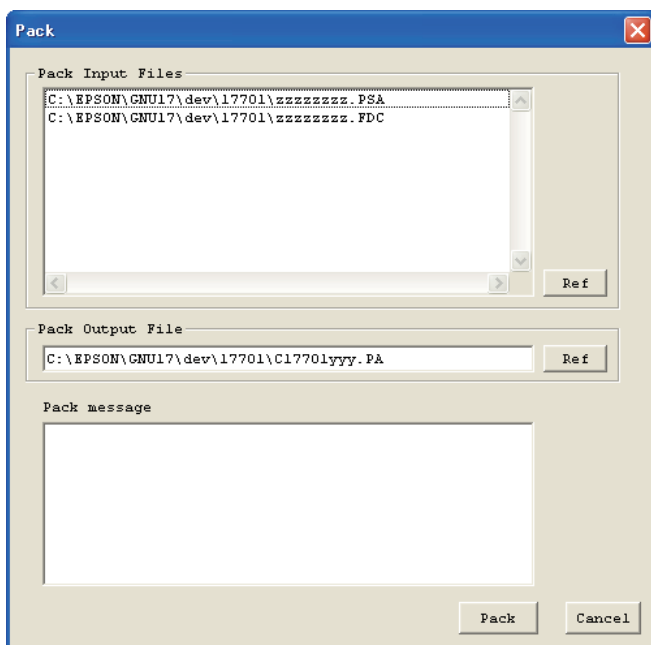 Pack
Pack Input Files
C:\EPSON\GNU17\dev\17701\zzzzzzzz.PSA
C:\EPSON\GNU17\dev\17701\zzzzzzzz.FDC
Ref
Pack Output File
C:\EPSON\GNU17\dev\17701\C17701yyy.PA
Ref
Pack message
Pack
Cancel